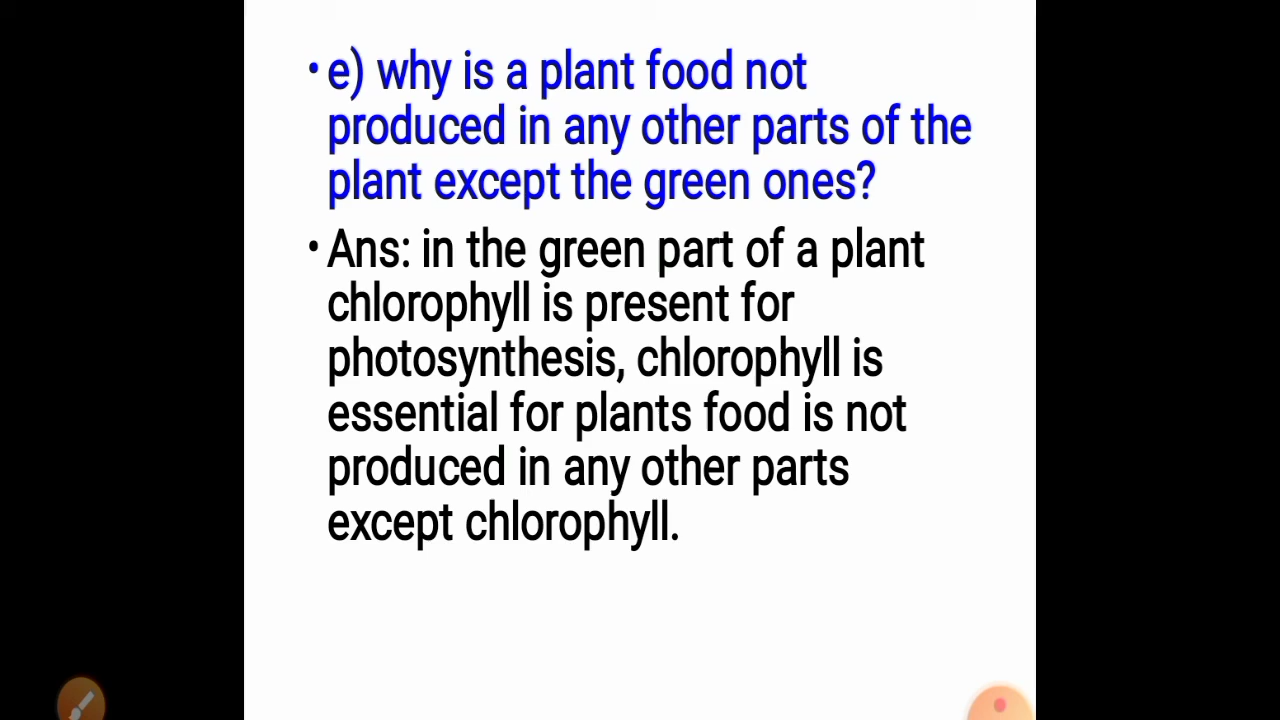 • e) why is a plant food not
produced in any other parts of the
plant except the green ones?
• Ans: in the green part of a plant
chlorophyll is present for
photosynthesis, chlorophyll is
essential for plants food is not
produced in any other parts
except chlorophyll.